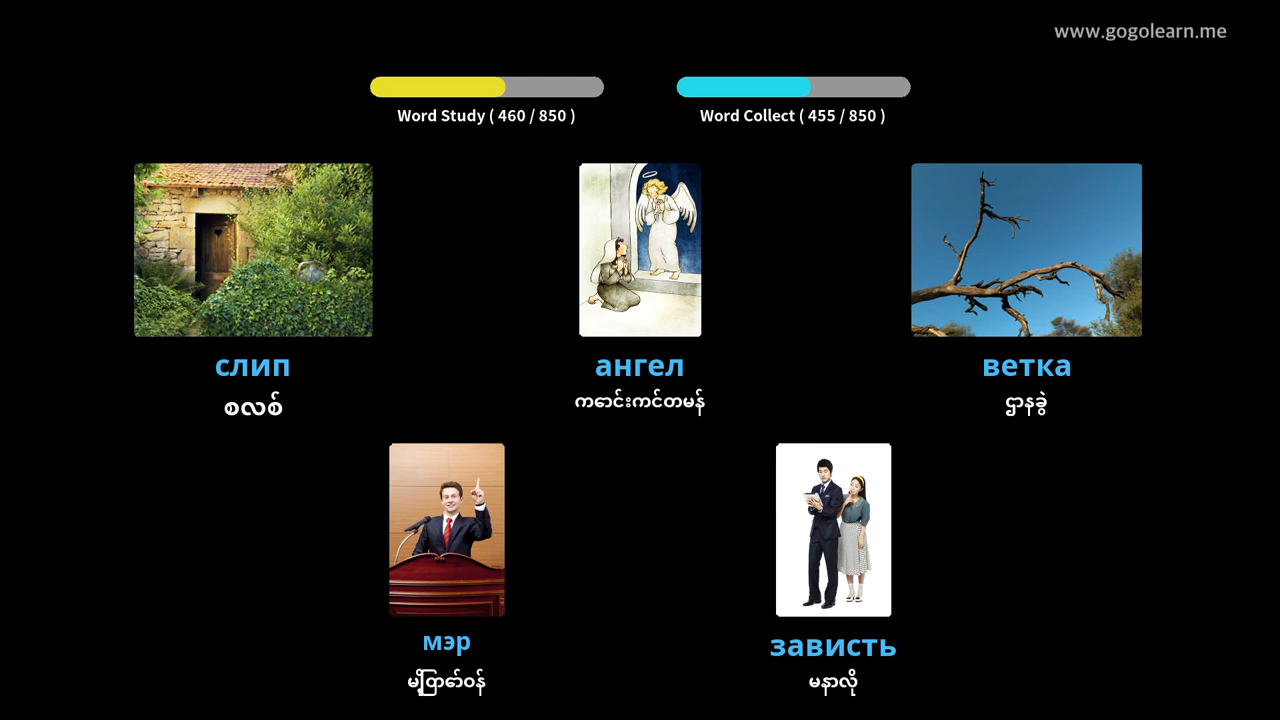 www.gogolearn.me
Word Study ( 460 / 850 )
Word Collect ( 455 / 850 )
слип
စလစ်
ангел
ကောင်းကင်တမန်
ветка
ဌာနခွဲ
мэр
မြို့တော်ဝန်
зависть
မနာလို